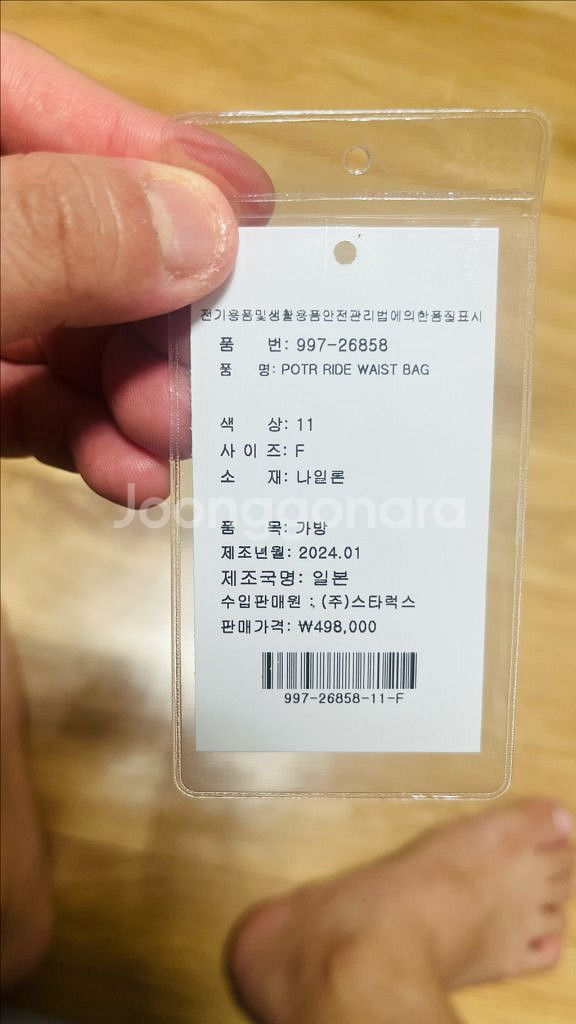 전기용품및생활용품안전관리법에의한품질표시
품 번: 997-26858
품 명: POTR RIDE WAIST BAG
색 상: 11
사 이 즈: F
소 재: 나일론
Joonggonara
품 목: 가방
제조년월: 2024.01
제조국명: 일본
수입판매원 : (주)스타럭스
판매가격: ₩498,000
997-26858-11-F